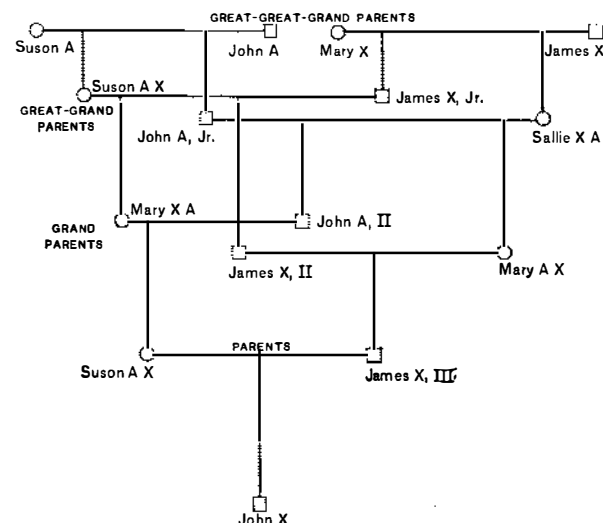 GREAT-GREAT-GRAND PARENTS
Suson A
John A
Mary X
James X
Suson A X
James X, Jr.
GREAT-GRAND
PARENTS
John A, Jr.
Sallie X A
Mary X A
John A, II
GRAND
PARENTS
James X, II
Mary A X
PARENTS
Suson A X
James X, III
John X